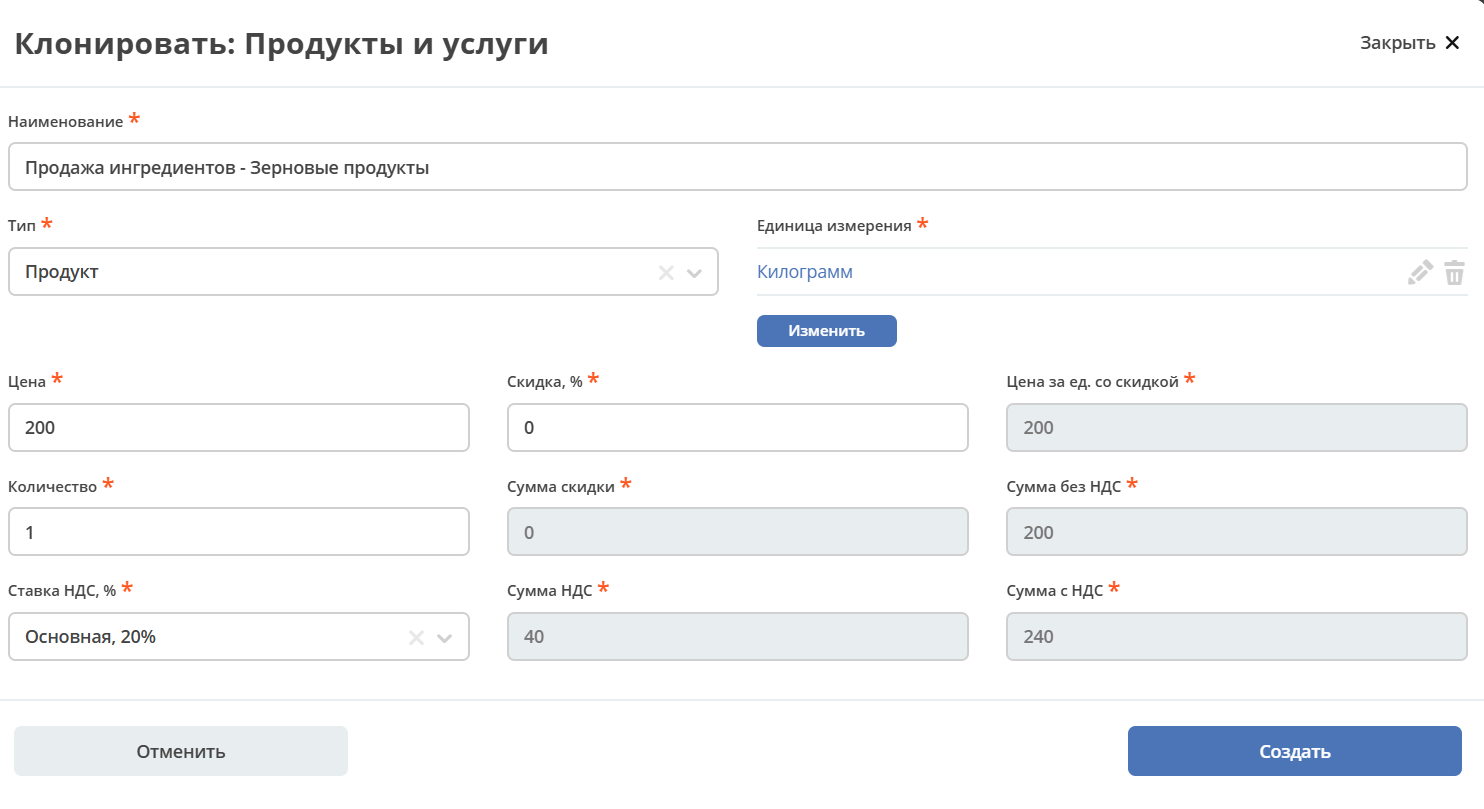 Клонировать: Продукты и услуги
Закрыть
Наименование *
Продажа ингредиентов - Зерновые продукты
Тип *
Единица измерения *
Продукт
Килограмм
Изменить
Цена *
Скидка, % *
Цена за ед. со скидкой *
200
0
200
Количество *
Сумма скидки *
Сумма без НДС *
1
0
200
Ставка НДС, % *
Сумма НДС *
Сумма с НДС *
Основная, 20%
40
240
Отменить
Создать